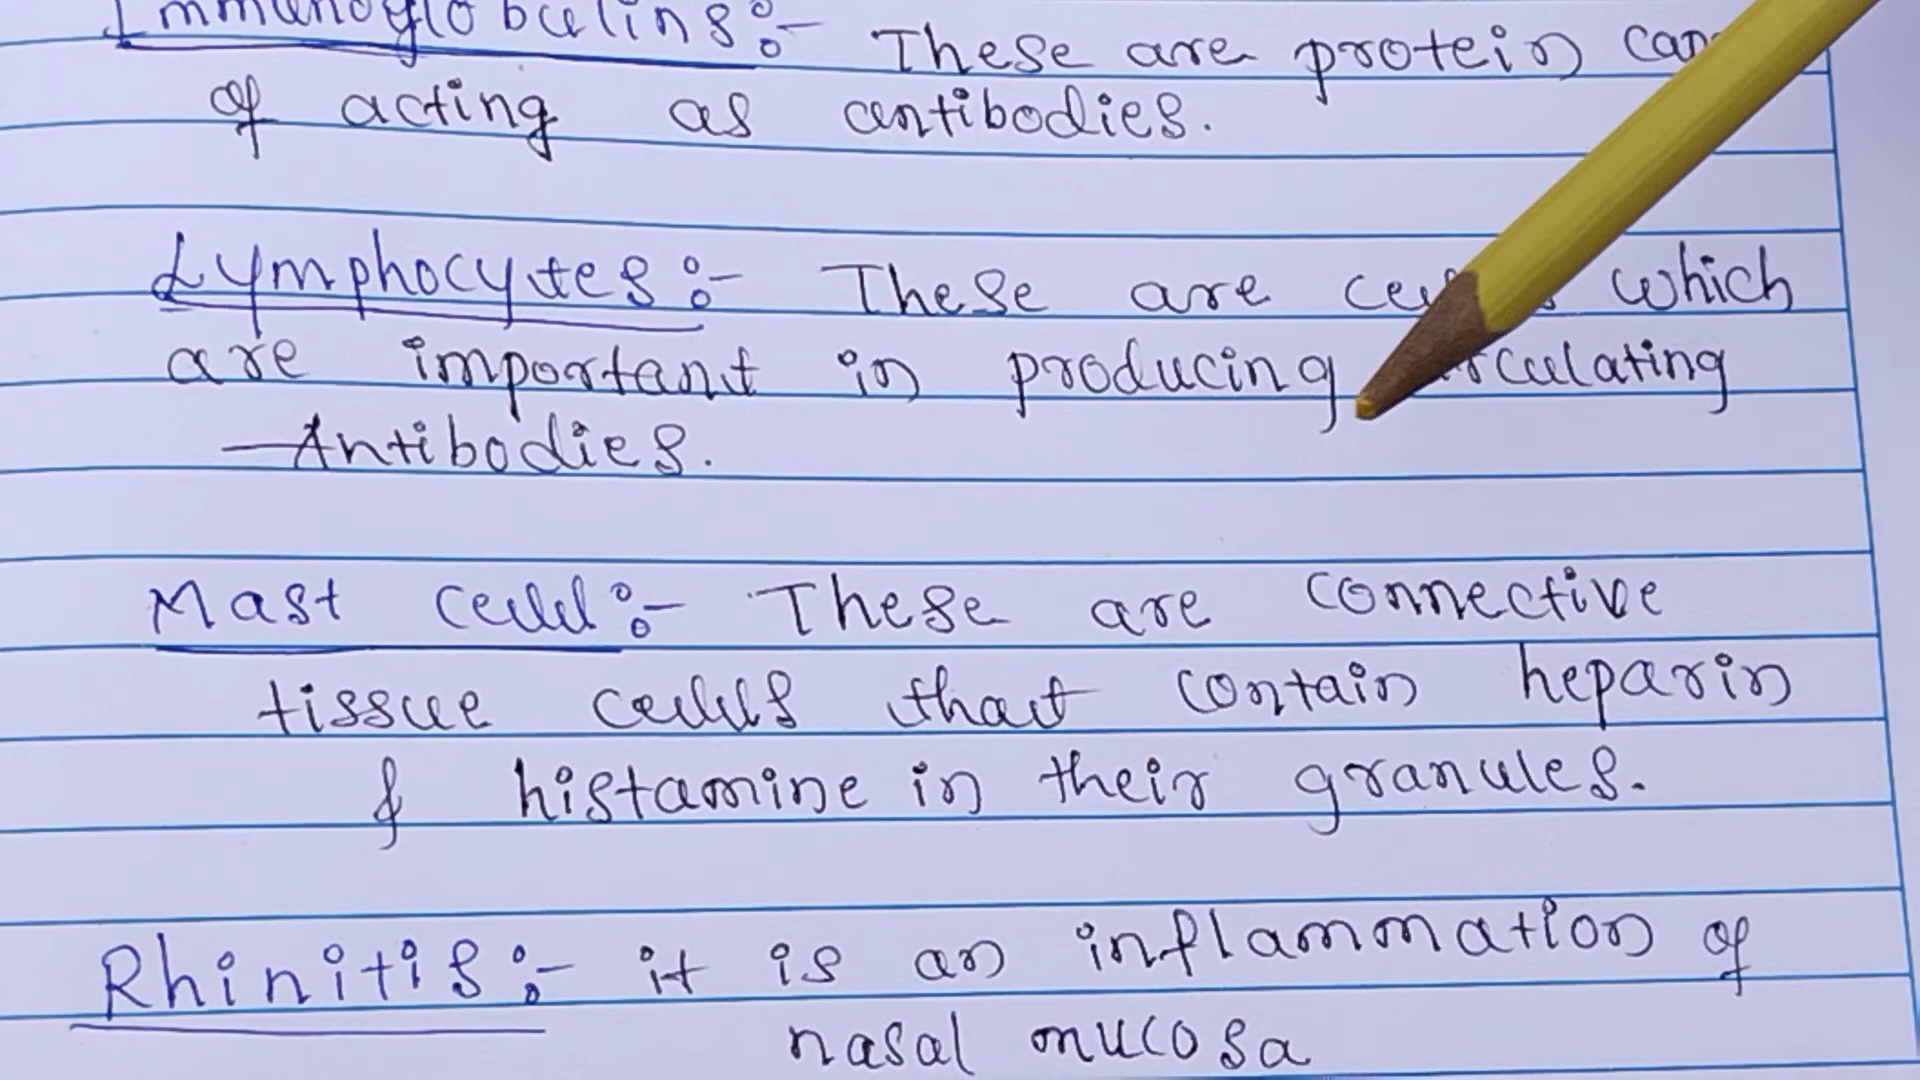 Immunoglobulins:- These are protein
of acting as antibodies.
Lymphocytes:- These are which
are important in producing
Antibodies.
Mast cell:- These are connective
tissue cells that contain heparin
& histamine in their granules.
Rhinitis:- it is an inflammation of
nasal mucosa